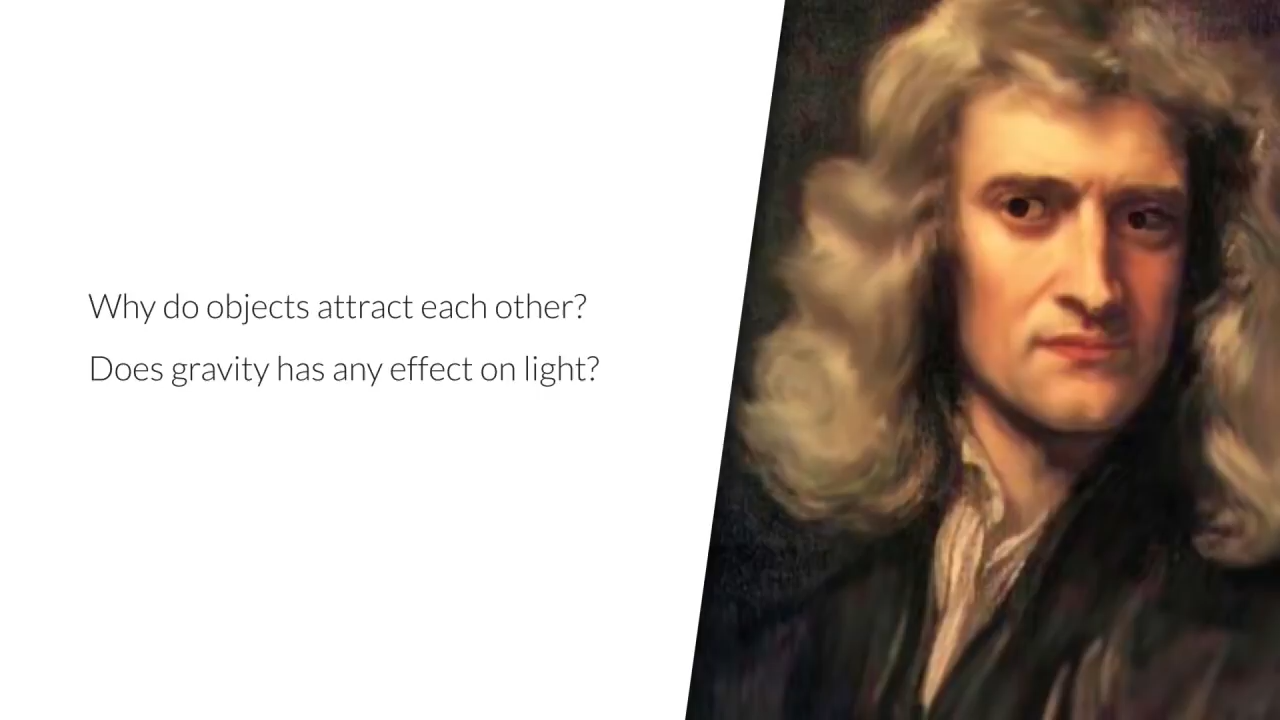 Why do objects attract each other?
Does gravity has any effect on light?